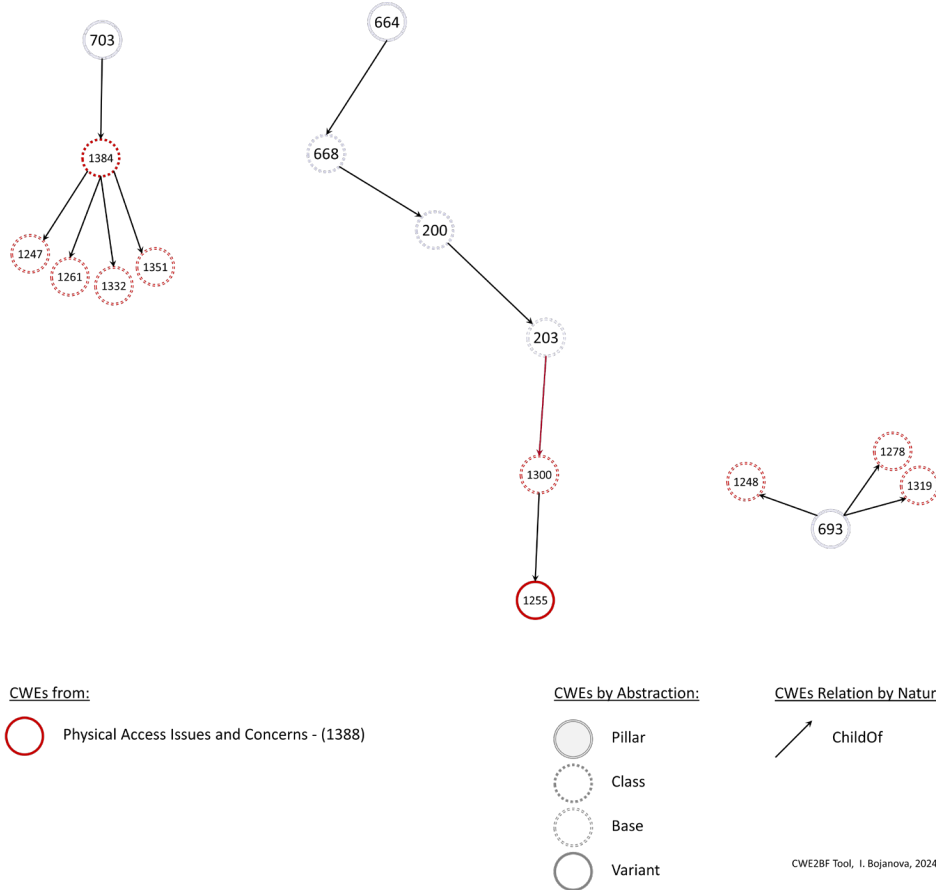 664
703
668
1384
200
1247
1261
1332
1351
203
1300
1278
1248
1319
693
1255
CWEs from:
Physical Access Issues and Concerns - (1388)
CWEs by Abstraction:
Pillar
Class
Base
Variant
CWEs Relation by Natur
ChildOf
CWE2BF Tool, I. Bojanova, 2024